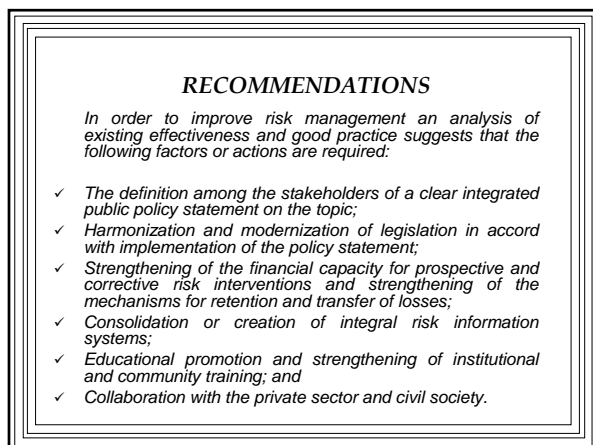 RECOMMENDATIONS
In order to improve risk management an analysis of
existing effectiveness and good practice suggests that the
following factors or actions are required:
✓ The definition among the stakeholders of a clear integrated
public policy statement on the topic;
✓ Harmonization and modernization of legislation in accord
with implementation of the policy statement;
✓ Strengthening of the financial capacity for prospective and
corrective risk interventions and strengthening of the
mechanisms for retention and transfer of losses;
✓ Consolidation or creation of integral risk information
systems;
✓ Educational promotion and strengthening of institutional
and community training; and
✓ Collaboration with the private sector and civil society.